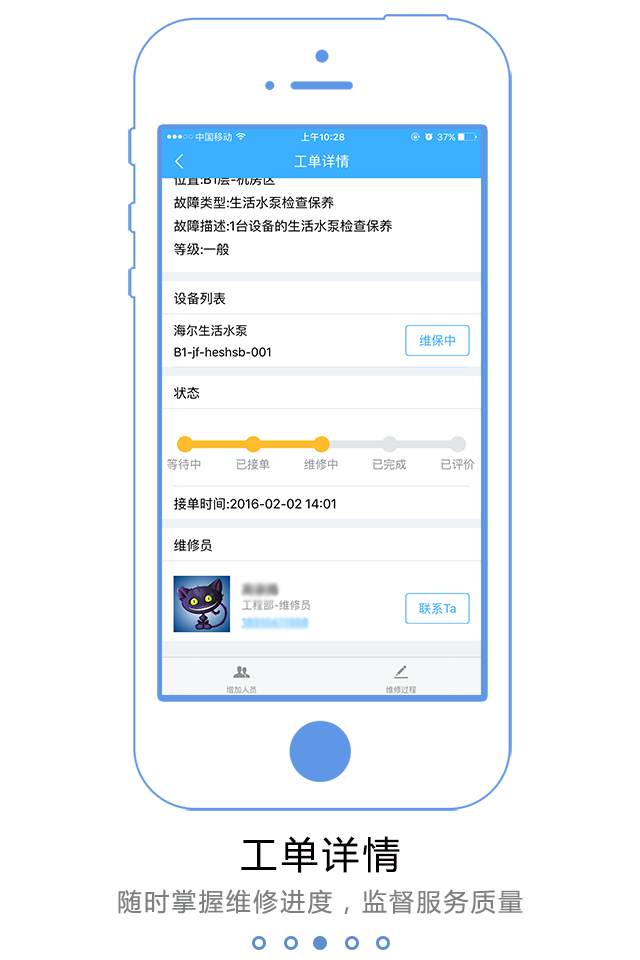 中国移动 上午10:28 37%
工单详情
位置:B1层-机房区
故障类型:生活水泵检查保养
故障描述:1台设备的生活水泵检查保养
等级:一般
设备列表
海尔生活水泵
B1-jf-heshsb-001
维保中
状态
等待中 已接单 维修中 已完成 已评价
接单时间:2016-02-02 14:01
维修员
工程部-维修员
联系Ta
增加人员 维修过程
工单详情
随时掌握维修进度，监督服务质量